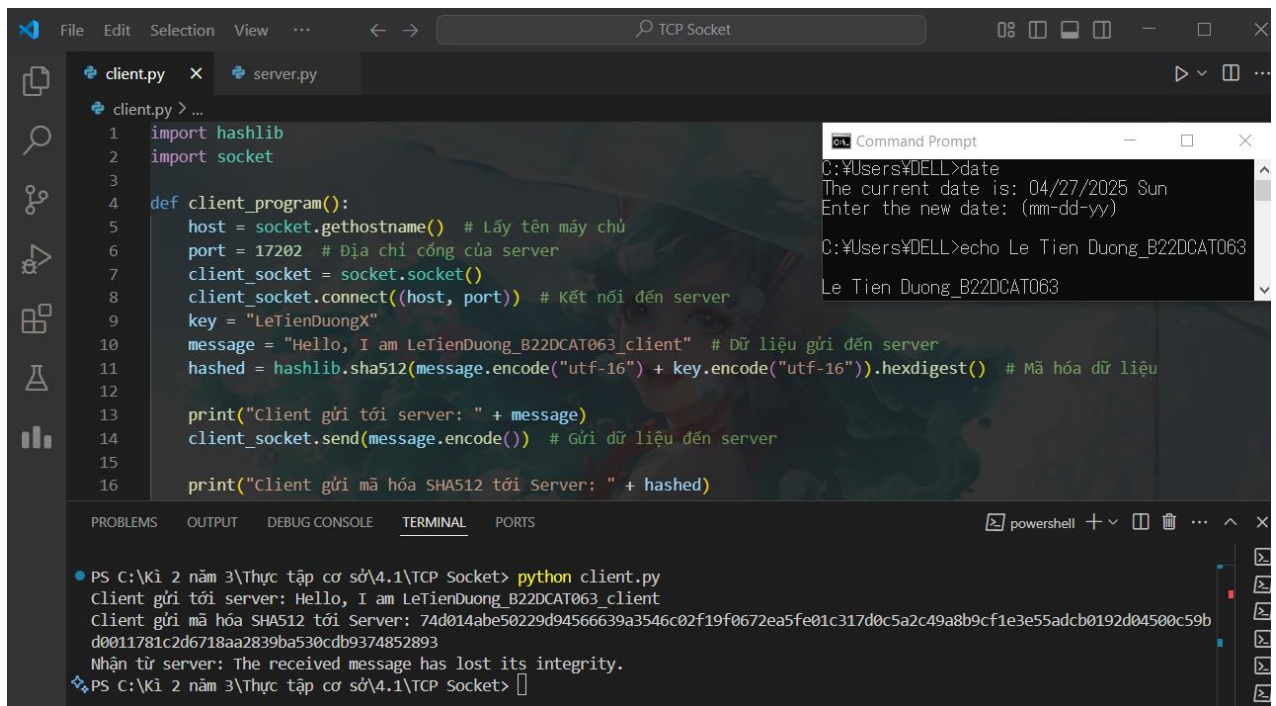 File Edit Selection View ··· ← → TCP Socket
client.py × server.py
client.py > ...
1 import hashlib
2 import socket
3
4 def client_program():
5 host = socket.gethostname() # Lấy tên máy chủ
6 port = 17202 # Địa chỉ cổng của server
7 client_socket = socket.socket()
8 client_socket.connect((host, port)) # Kết nối đến server
9 key = "LeTienDuongX"
10 message = "Hello, I am LeTienDuong_B22DCAT063_client" # Dữ liệu gửi đến server
11 hashed = hashlib.sha512(message.encode("utf-16") + key.encode("utf-16")).hexdigest() # Mã hóa dữ liệu
12
13 print("Client gửi tới server: " + message)
14 client_socket.send(message.encode()) # Gửi dữ liệu đến server
15
16 print("Client gửi mã hóa SHA512 tới Server: " + hashed)
Command Prompt
C:¥Users¥DELL>date
The current date is: 04/27/2025 Sun
Enter the new date: (mm-dd-yy)
C:¥Users¥DELL>echo Le Tien Duong_B22DCAT063
Le Tien Duong_B22DCAT063
PROBLEMS OUTPUT DEBUG CONSOLE TERMINAL PORTS powershell
PS C:\Kì 2 năm 3\Thực tập cơ sở\4.1\TCP Socket> python client.py
Client gửi tới server: Hello, I am LeTienDuong_B22DCAT063_client
Client gửi mã hóa SHA512 tới Server: 74d014abe50229d94566639a3546c02f19f0672ea5fe01c317d0c5a2c49a8b9cf1e3e55adcb0192d04500c59b
d0011781c2d6718aa2839ba530cdb9374852893
Nhận từ server: The received message has lost its integrity.
PS C:\Kì 2 năm 3\Thực tập cơ sở\4.1\TCP Socket>